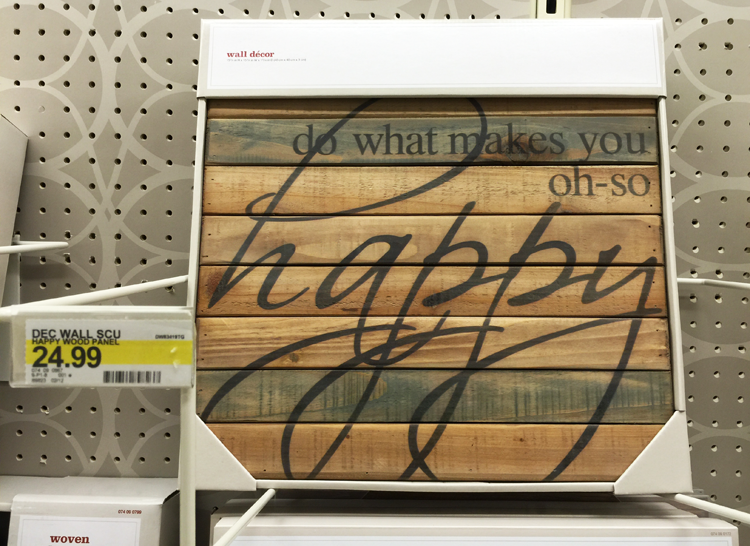 wall décor
do what makes you
oh-so
happy
DEC WALL SCU
HAPPY WOOD PANEL
24.99
woven